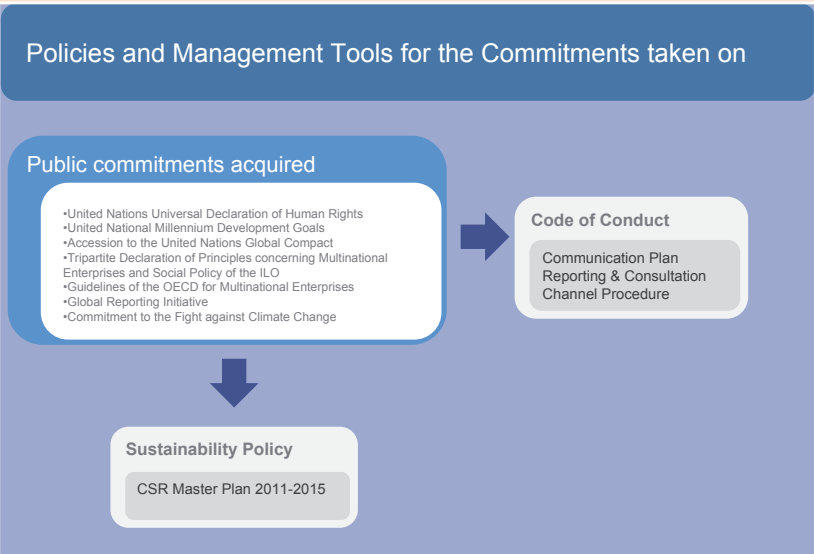 Policies and Management Tools for the Commitments taken on
Public commitments acquired
•United Nations Universal Declaration of Human Rights
•United National Millennium Development Goals
•Accession to the United Nations Global Compact
•Tripartite Declaration of Principles concerning Multinational
Enterprises and Social Policy of the ILO
•Guidelines of the OECD for Multinational Enterprises
•Global Reporting Initiative
•Commitment to the Fight against Climate Change
Code of Conduct
Communication Plan
Reporting & Consultation
Channel Procedure
Sustainability Policy
CSR Master Plan 2011-2015